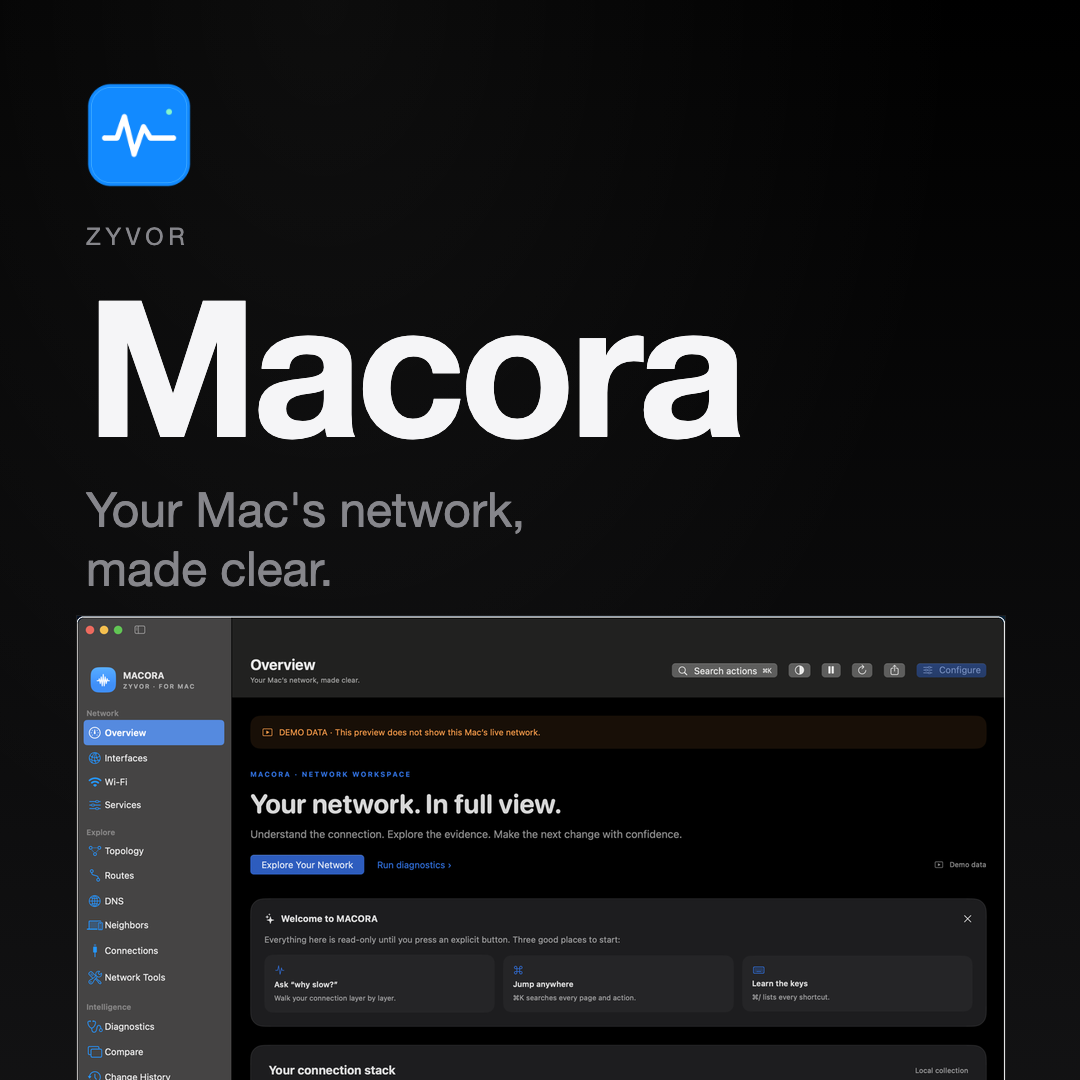 ZYVOR
Macora
Your Mac's network,
made clear.
MACORA
ZYVOR · FOR MAC
Network
Overview
Interfaces
Wi-Fi
Services
Explore
Topology
Routes
DNS
Neighbors
Connections
Network Tools
Intelligence
Diagnostics
Compare
Change History
Overview
Your Mac's network, made clear.
Search actions ⌘K
Configure
DEMO DATA · This preview does not show this Mac's live network.
MACORA · NETWORK WORKSPACE
Your network. In full view.
Understand the connection. Explore the evidence. Make the next change with confidence.
Explore Your Network
Run diagnostics ›
Demo data
Welcome to MACORA
Everything here is read-only until you press an explicit button. Three good places to start:
Ask “why slow?”
Walk your connection layer by layer.
Jump anywhere
⌘K searches every page and action.
Learn the keys
⌘/ lists every shortcut.
Your connection stack
Local collection